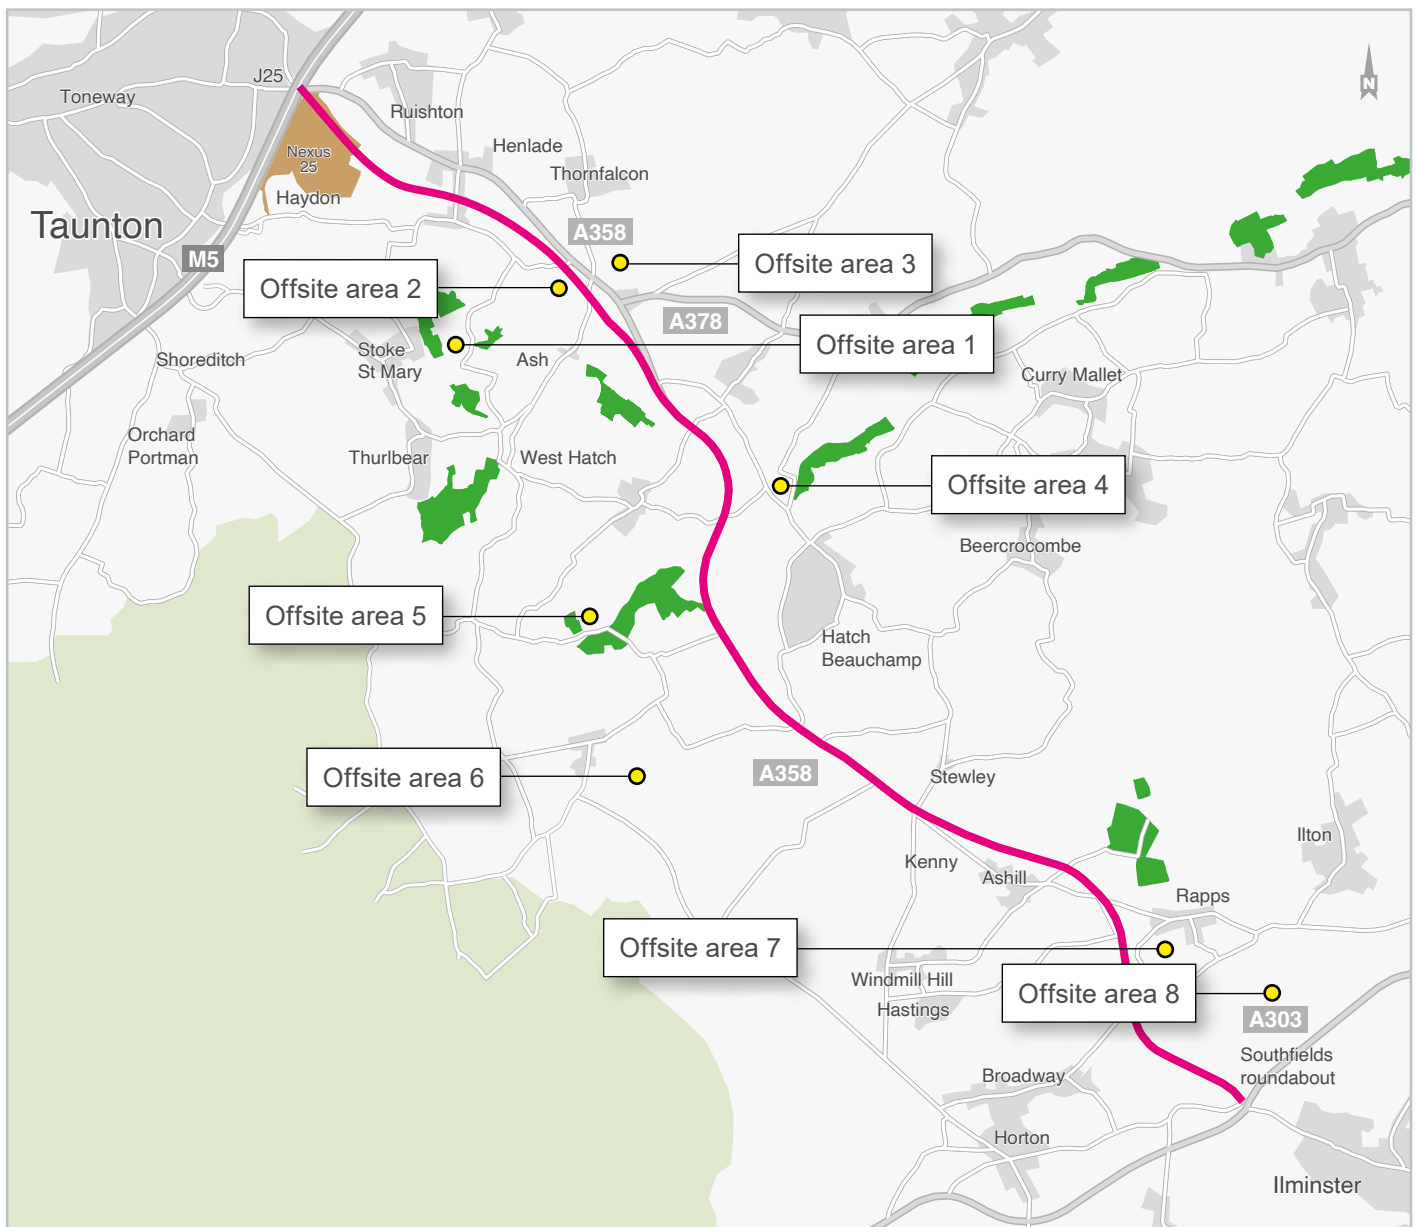 J25
Toneway
Ruishton
Henlade
N
Nexus
25
Thornfalcon
Haydon
Taunton
A358
M5
Offsite area 3
Offsite area 2
A378
Offsite area 1
Stoke
St Mary
Shoreditch
Ash
Curry Mallet
Orchard
Portman
Thurlbear
West Hatch
Offsite area 4
Beercrocombe
Offsite area 5
Hatch
Beauchamp
Offsite area 6
A358
Stewley
Ilton
Kenny
Ashill
Rapps
Offsite area 7
Windmill Hill
Offsite area 8
Hastings
A303
Southfields
roundabout
Broadway
Horton
Ilminster